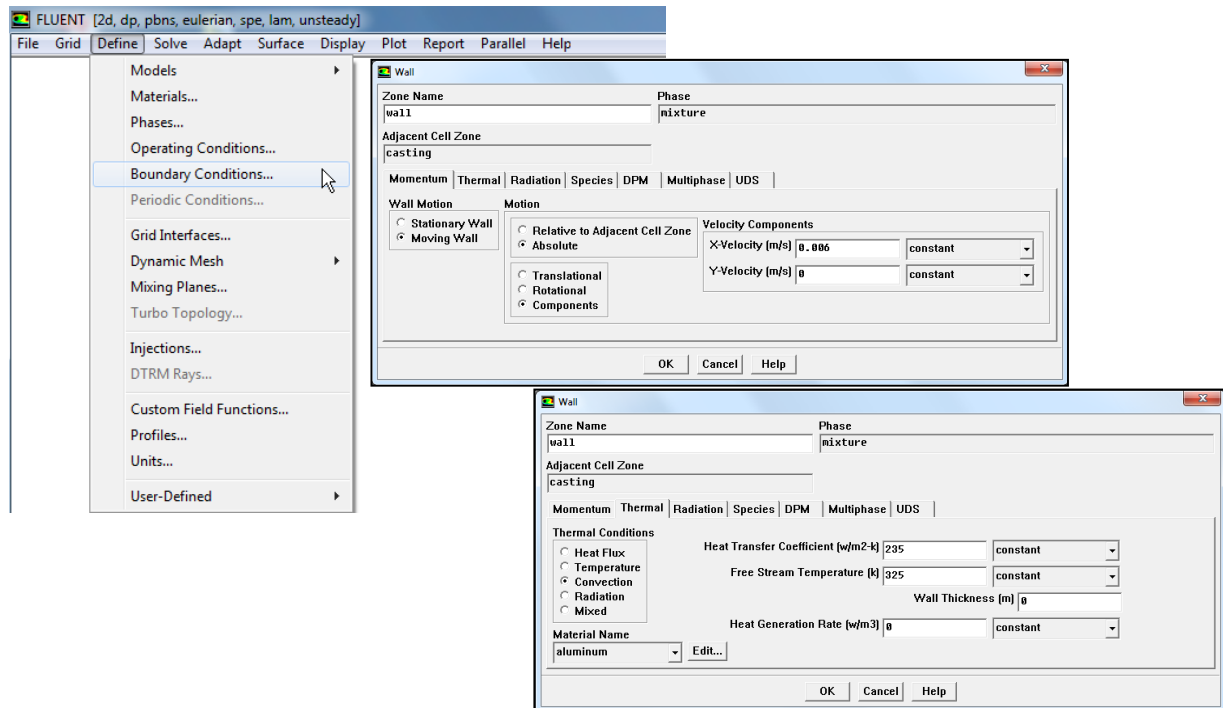 FLUENT [2d, dp, pbns, eulerian, spe, lam, unsteady]
File Grid Define Solve Adapt Surface Display Plot Report Parallel Help
Models
Materials...
Phases...
Operating Conditions...
Boundary Conditions...
Periodic Conditions...
Grid Interfaces...
Dynamic Mesh
Mixing Planes...
Turbo Topology...
Injections...
DTRM Rays...
Custom Field Functions...
Profiles...
Units...
User-Defined
Wall
Zone Name Phase
wall mixture
Adjacent Cell Zone
casting
Momentum Thermal Radiation Species DPM Multiphase UDS
Wall Motion Motion
Stationary Wall
Moving Wall
Relative to Adjacent Cell Zone
Absolute
Translational
Rotational
Components
Velocity Components
X-Velocity (m/s) 0.006 constant
Y-Velocity (m/s) 0 constant
OK Cancel Help
Wall
Zone Name Phase
wall mixture
Adjacent Cell Zone
casting
Momentum Thermal Radiation Species DPM Multiphase UDS
Thermal Conditions
Heat Flux
Temperature
Convection
Radiation
Mixed
Material Name
aluminum Edit...
Heat Transfer Coefficient (w/m2-k) 235 constant
Free Stream Temperature (k) 325 constant
Wall Thickness (m) 0
Heat Generation Rate (w/m3) 0 constant
OK Cancel Help